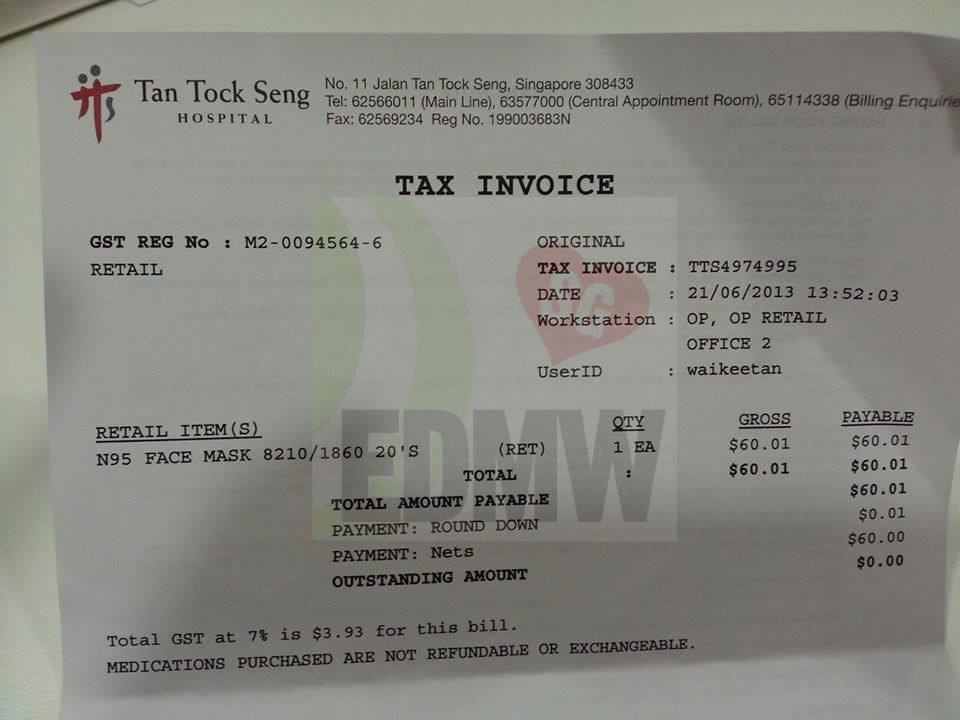 Tan Tock Seng
HOSPITAL
No. 11 Jalan Tan Tock Seng, Singapore 308433
Tel: 62566011 (Main Line), 63577000 (Central Appointment Room), 65114338 (Billing Enquirie
Fax: 62569234 Reg No. 199003683N
TAX INVOICE
GST REG No : M2-0094564-6
RETAIL
ORIGINAL
TAX INVOICE : TTS4974995
DATE : 21/06/2013 13:52:03
Workstation : OP, OP RETAIL
OFFICE 2
UserID : waikeetan
SG
EDMW
RETAIL ITEM(S) QTY GROSS PAYABLE
N95 FACE MASK 8210/1860 20'S (RET) 1 EA $60.01 $60.01
TOTAL : $60.01 $60.01
TOTAL AMOUNT PAYABLE $60.01
PAYMENT: ROUND DOWN $0.01
PAYMENT: Nets $60.00
OUTSTANDING AMOUNT $0.00
Total GST at 7% is $3.93 for this bill.
MEDICATIONS PURCHASED ARE NOT REFUNDABLE OR EXCHANGEABLE.